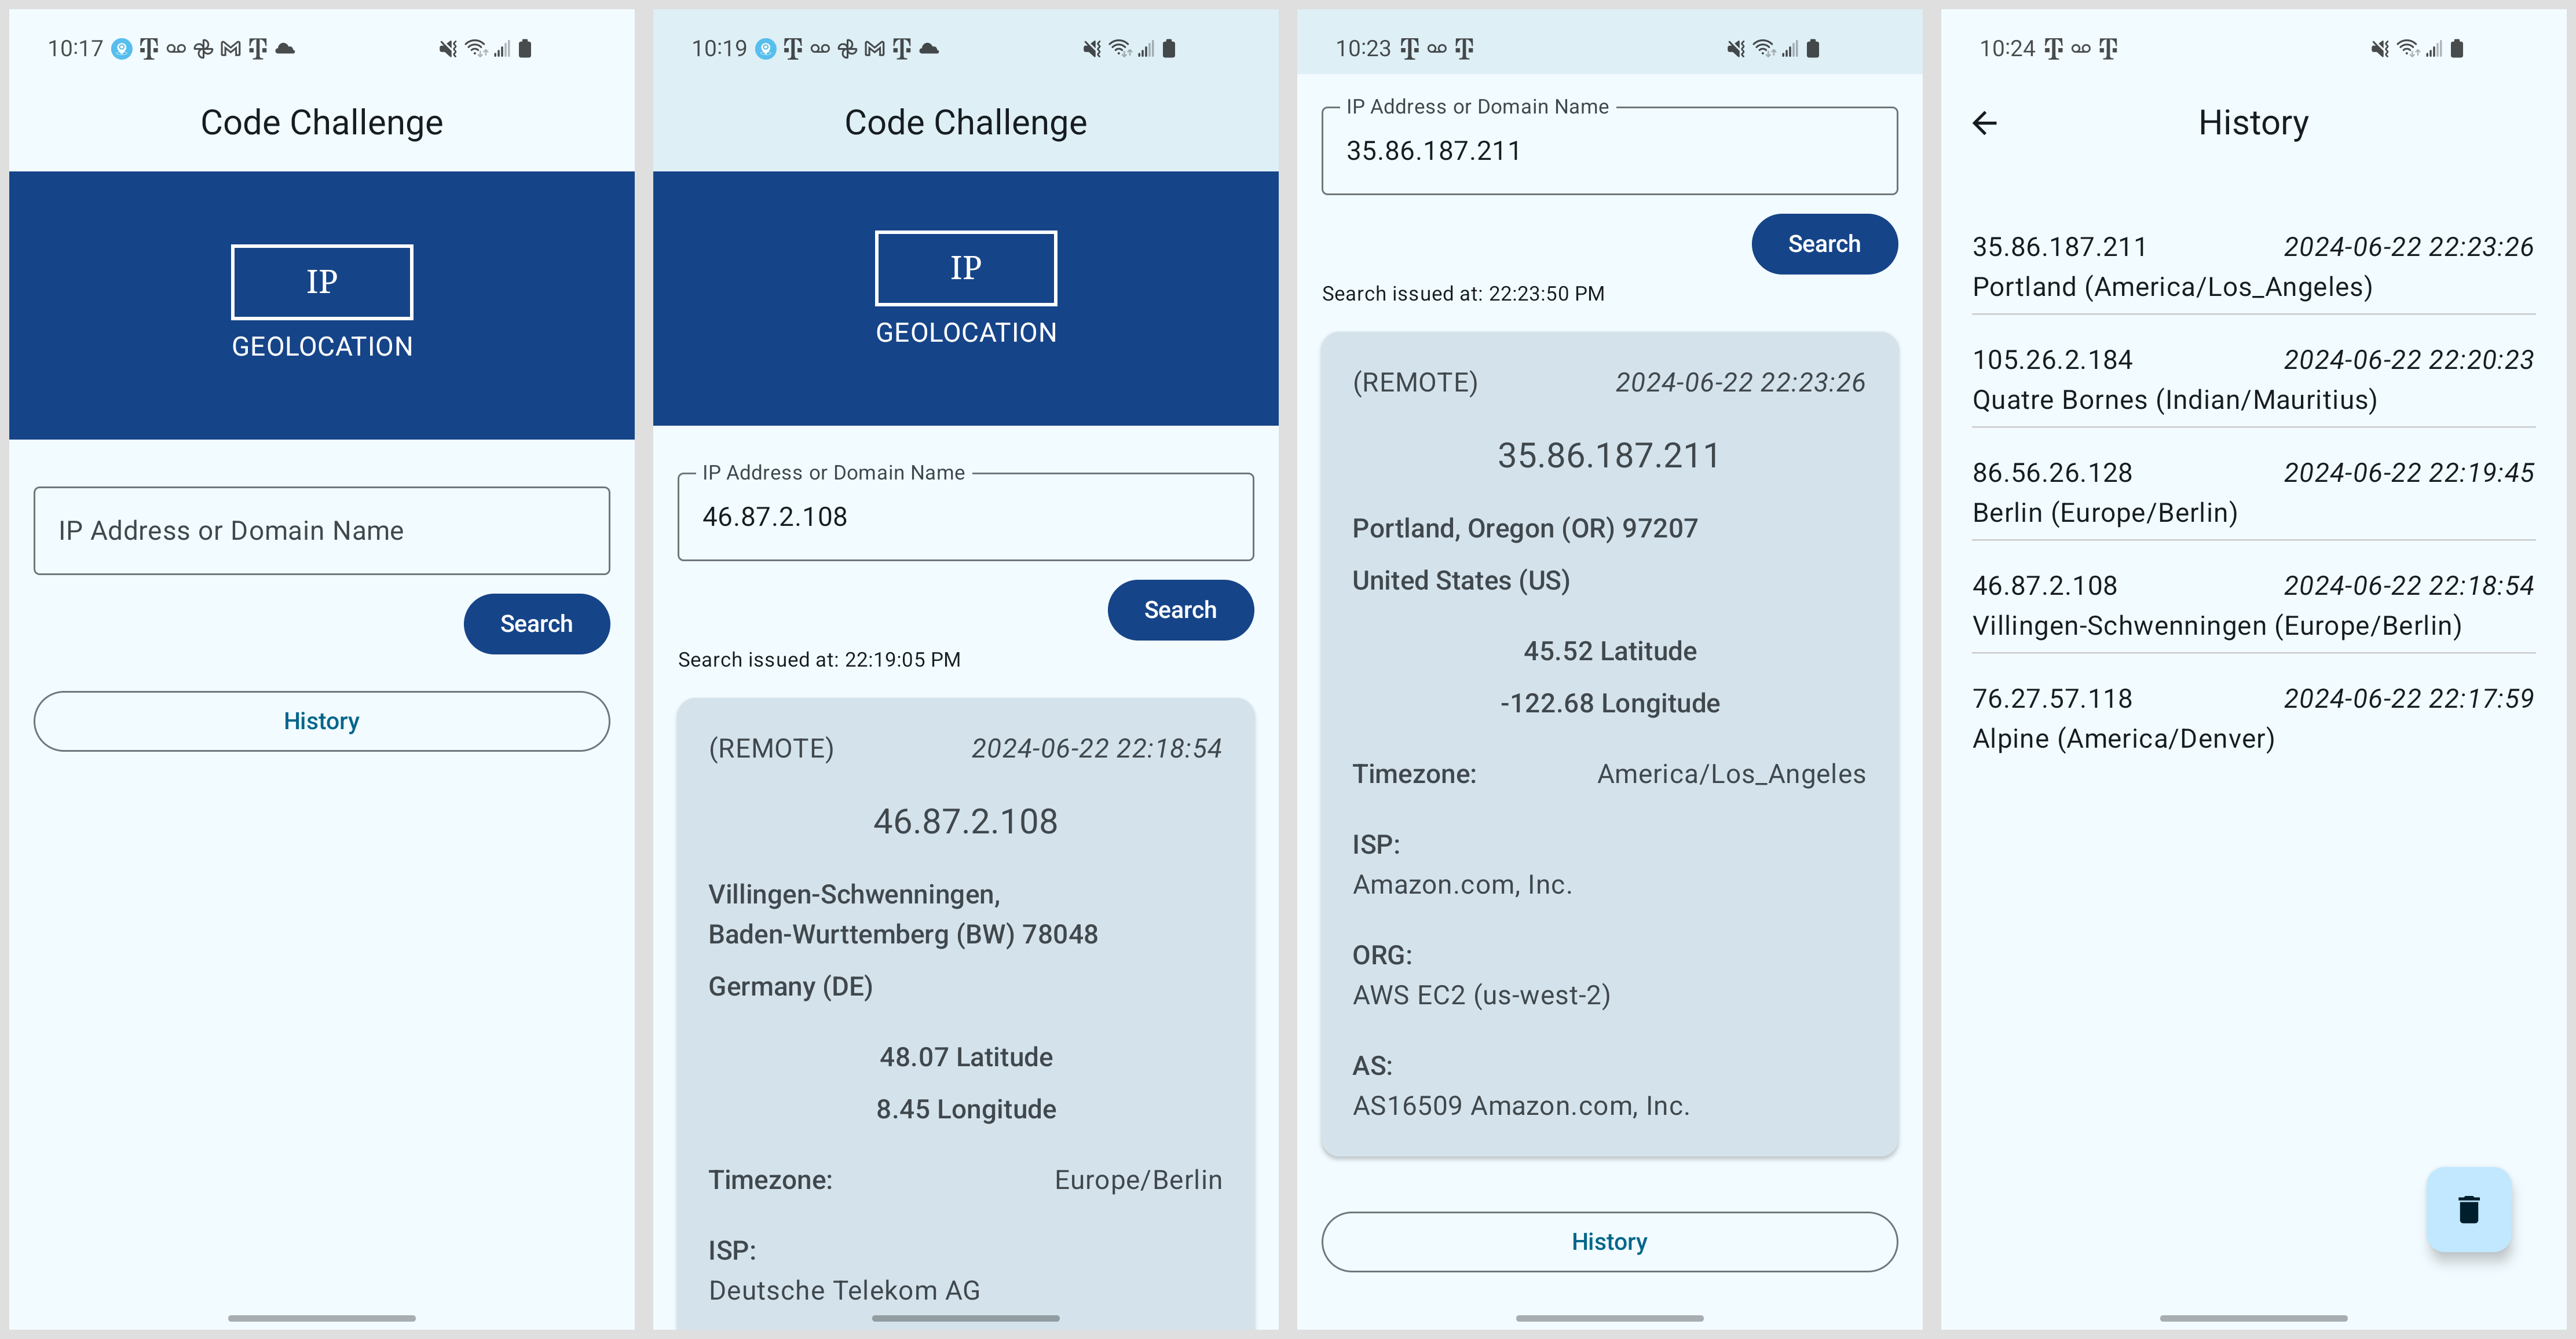 10:17
Code Challenge
IP
GEOLOCATION
IP Address or Domain Name
Search
History
10:19
Code Challenge
IP
GEOLOCATION
IP Address or Domain Name
46.87.2.108
Search
Search issued at: 22:19:05 PM
(REMOTE) 2024-06-22 22:18:54
46.87.2.108
Villingen-Schwenningen,
Baden-Wurttemberg (BW) 78048
Germany (DE)
48.07 Latitude
8.45 Longitude
Timezone: Europe/Berlin
ISP:
Deutsche Telekom AG
10:23
IP Address or Domain Name
35.86.187.211
Search
Search issued at: 22:23:50 PM
(REMOTE) 2024-06-22 22:23:26
35.86.187.211
Portland, Oregon (OR) 97207
United States (US)
45.52 Latitude
-122.68 Longitude
Timezone: America/Los_Angeles
ISP:
Amazon.com, Inc.
ORG:
AWS EC2 (us-west-2)
AS:
AS16509 Amazon.com, Inc.
History
10:24
History
35.86.187.211 2024-06-22 22:23:26
Portland (America/Los_Angeles)
105.26.2.184 2024-06-22 22:20:23
Quatre Bornes (Indian/Mauritius)
86.56.26.128 2024-06-22 22:19:45
Berlin (Europe/Berlin)
46.87.2.108 2024-06-22 22:18:54
Villingen-Schwenningen (Europe/Berlin)
76.27.57.118 2024-06-22 22:17:59
Alpine (America/Denver)